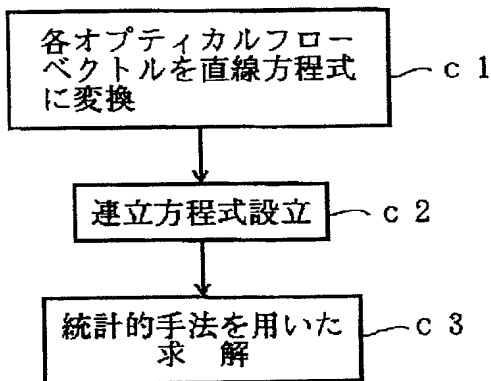 各オプティカルフロー
ベクトルを直線方程式
に変換
c 1
連立方程式設立
c 2
統計的手法を用いた
求 解
c 3